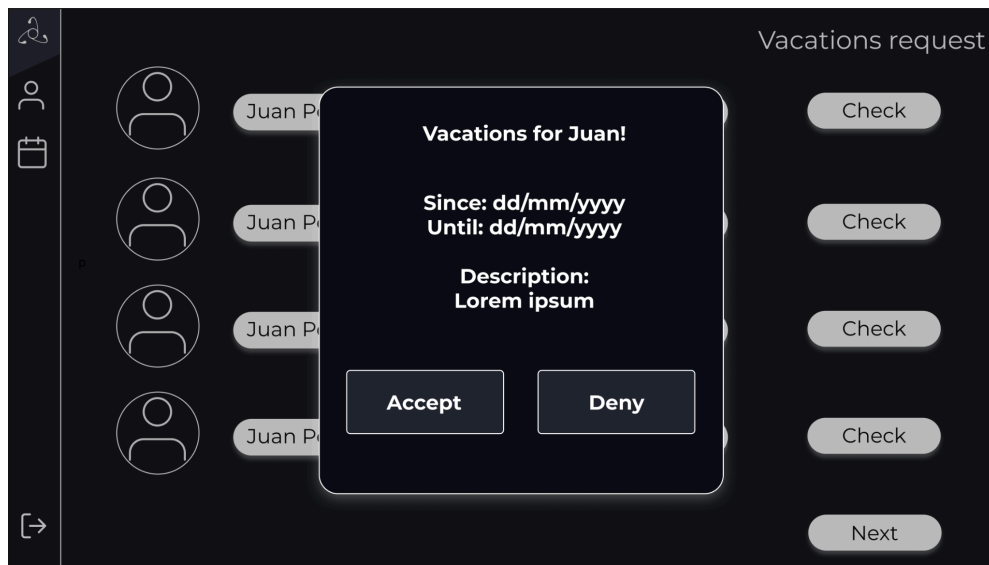 Vacations request
Juan P
Check
Vacations for Juan!
Since: dd/mm/yyyy
Until: dd/mm/yyyy
Juan P
Check
p
Description:
Lorem ipsum
Juan P
Check
Accept
Deny
Juan P
Check
Next